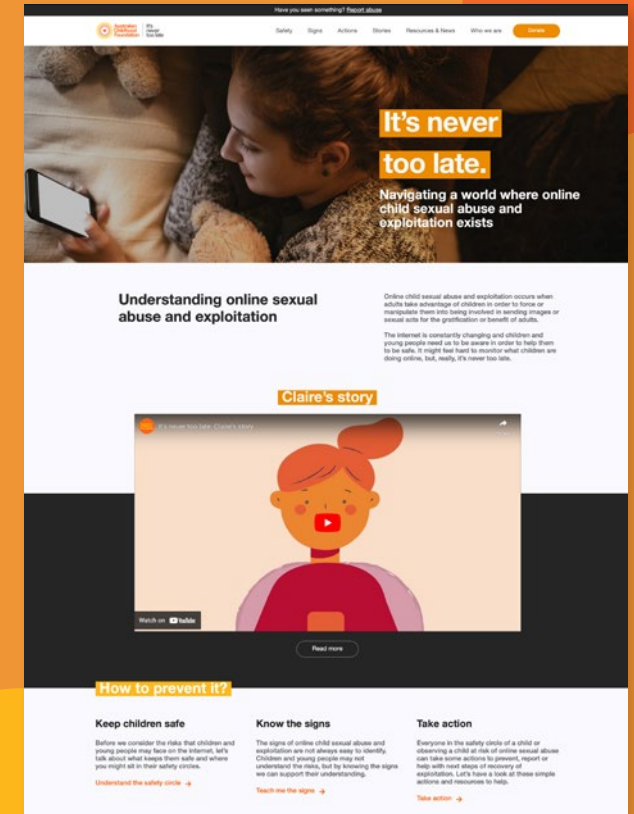 Have you seen something? Report abuse
Australian
Childhood
Foundation
It's
never
too late
Safety Signs Actions Stories Resources & News Who we are Donate
It's never
too late.
Navigating a world where online
child sexual abuse and
exploitation exists
Understanding online sexual
abuse and exploitation
Online child sexual abuse and exploitation occurs when
adults take advantage of children in order to force or
manipulate them into being involved in sending images or
sexual acts for the gratification or benefit of adults.
The internet is constantly changing and children and
young people need us to be aware in order to help them
to be safe. It might feel hard to monitor what children are
doing online, but, really, it's never too late.
Claire's story
It's never too late: Claire's story
Watch on YouTube
Read more
How to prevent it?
Keep children safe
Before we consider the risks that children and
young people may face on the internet, let's
talk about what keeps them safe and where
you might sit in their safety circles.
Understand the safety circle →
Know the signs
The signs of online child sexual abuse and
exploitation are not always easy to identify.
Children and young people may not
understand the risks, but by knowing the signs
we can support their understanding.
Teach me the signs →
Take action
Everyone in the safety circle of a child or
observing a child at risk of online sexual abuse
can take some actions to prevent, report or
help with next steps of recovery of
exploitation. Let's have a look at these simple
actions and resources to help.
Take action →